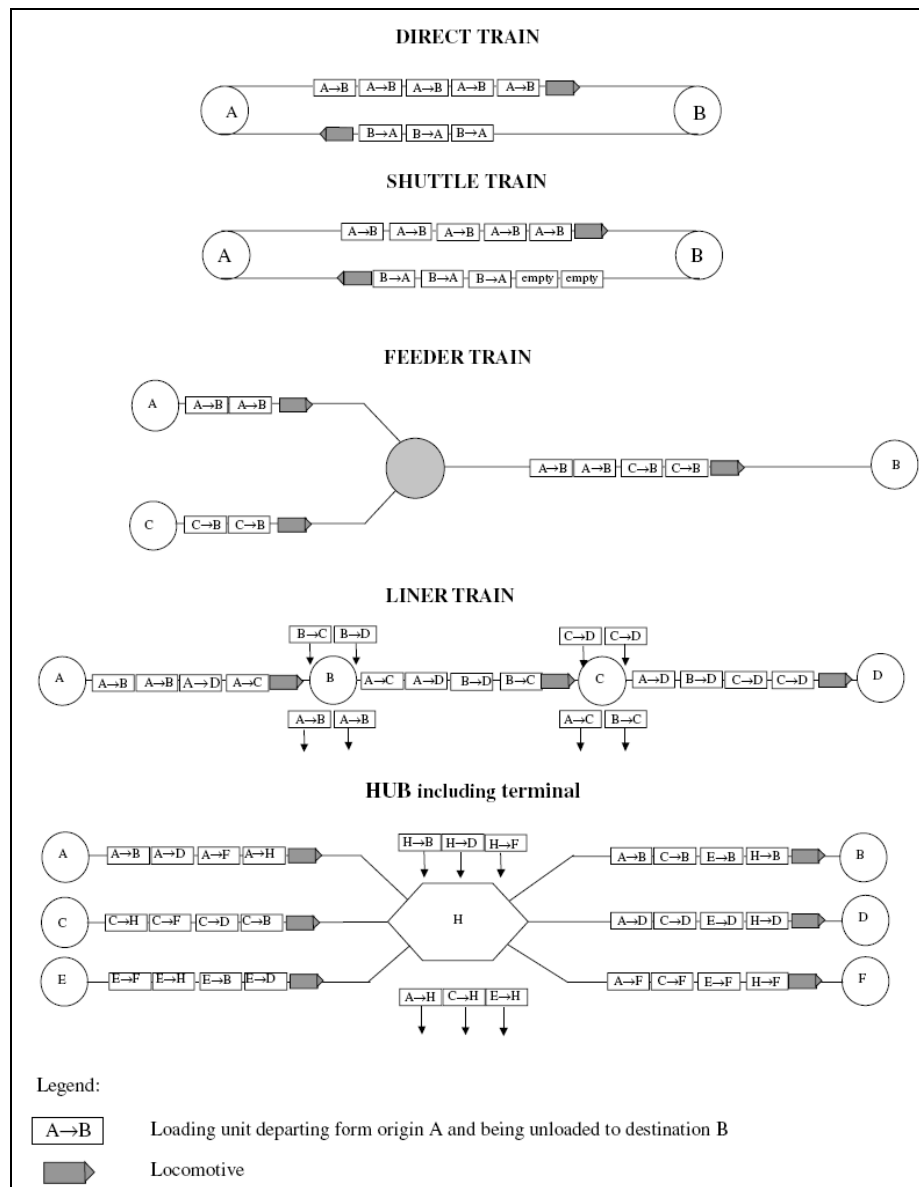 DIRECT TRAIN
A→B A→B A→B A→B A→B
A B
B→A B→A B→A
SHUTTLE TRAIN
A→B A→B A→B A→B A→B
A B
B→A B→A B→A empty empty
FEEDER TRAIN
A A→B A→B
A→B A→B C→B C→B B
C C→B C→B
LINER TRAIN
B→C B→D C→D C→D
A A→B A→B A→D A→C B A→C A→D B→D B→C C A→D B→D C→D C→D D
A→B A→B A→C B→C
HUB including terminal
H→B H→D H→F
A A→B A→D A→F A→H A→B C→B E→B H→B B
C C→H C→F C→D C→B H A→D C→D E→D H→D D
E E→F E→H E→B E→D A→F C→F E→F H→F F
A→H C→H E→H
Legend:
A→B Loading unit departing form origin A and being unloaded to destination B
Locomotive